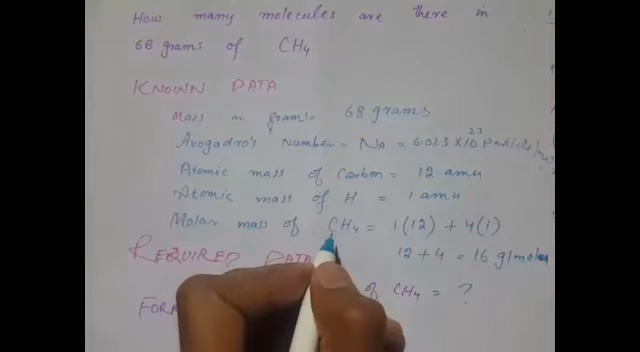 How many molecules are there in
68 grams of CH4
KNOWN DATA
Mass in gram = 68 grams
Avogadro's Number = NA = 6.023 × 10^23 Particle/
Atomic mass of Carbon = 12 amu
Atomic mass of H = 1 amu
Molar mass of CH4 = 1(12) + 4(1)
12 + 4 = 16 g/mole
REQUIRED DATA
of CH4 = ?